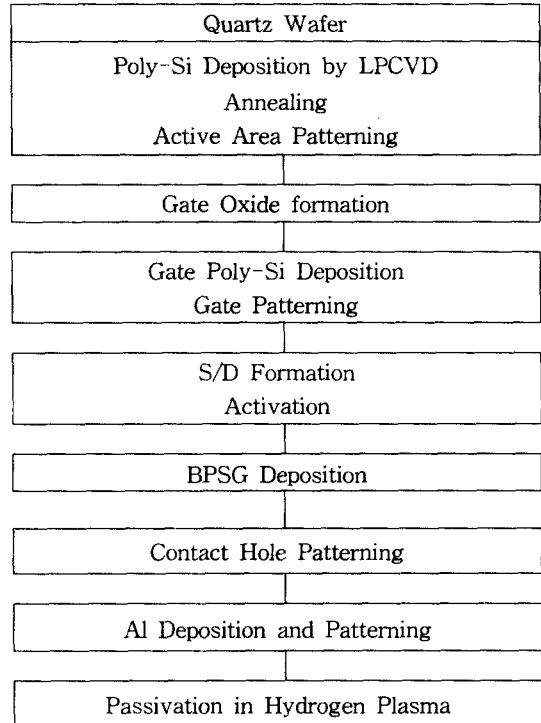 Quartz Wafer
Poly-Si Deposition by LPCVD
Annealing
Active Area Patterning
Gate Oxide formation
Gate Poly-Si Deposition
Gate Patterning
S/D Formation
Activation
BPSG Deposition
Contact Hole Patterning
Al Deposition and Patterning
Passivation in Hydrogen Plasma